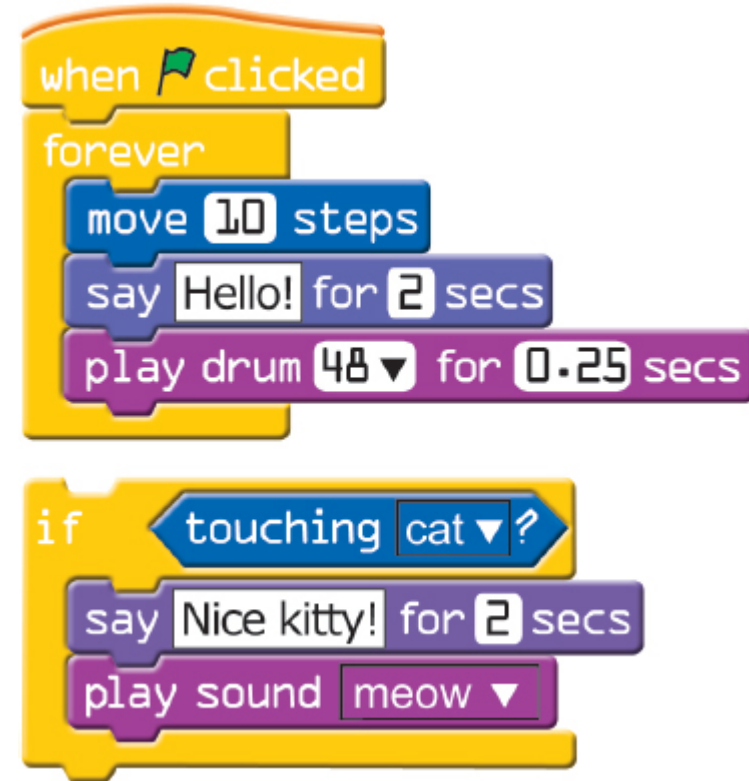 when clicked
forever
move 10 steps
say Hello! for 2 secs
play drum 48 for 0.25 secs
if touching cat ?
say Nice kitty! for 2 secs
play sound meow